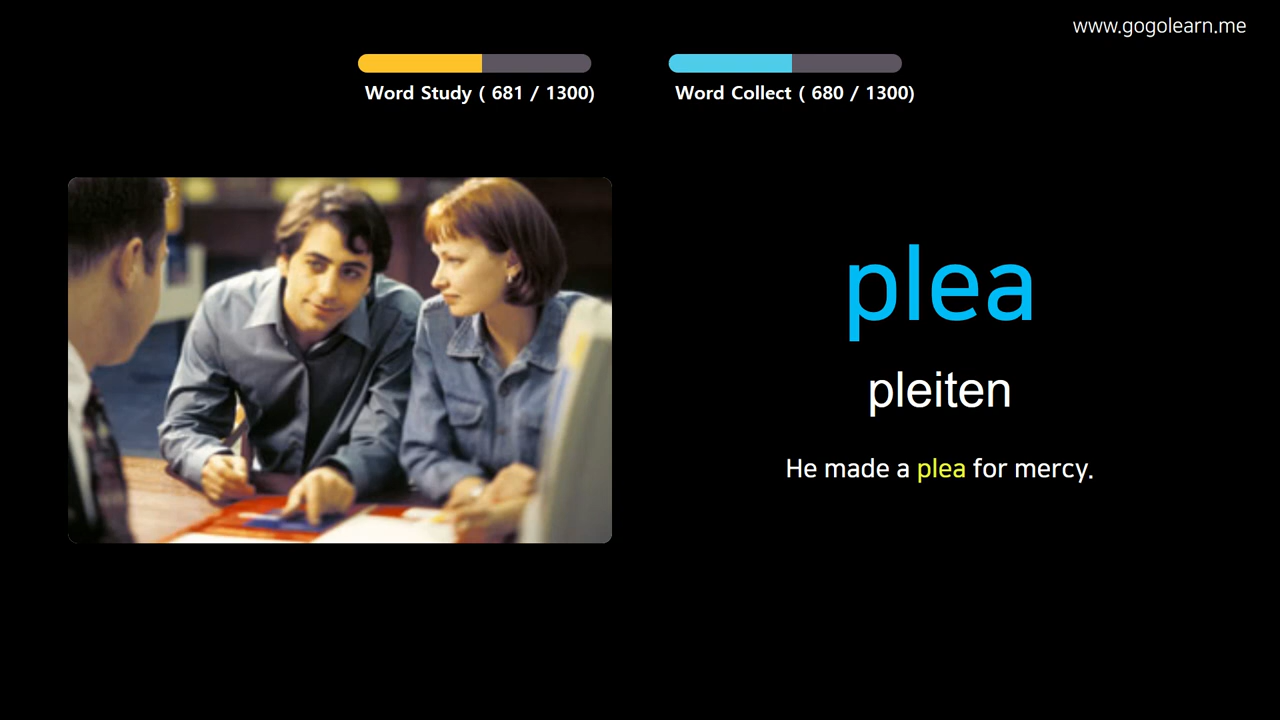 www.gogolearn.me
Word Study ( 681 / 1300)
Word Collect ( 680 / 1300)
plea
pleiten
He made a plea for mercy.